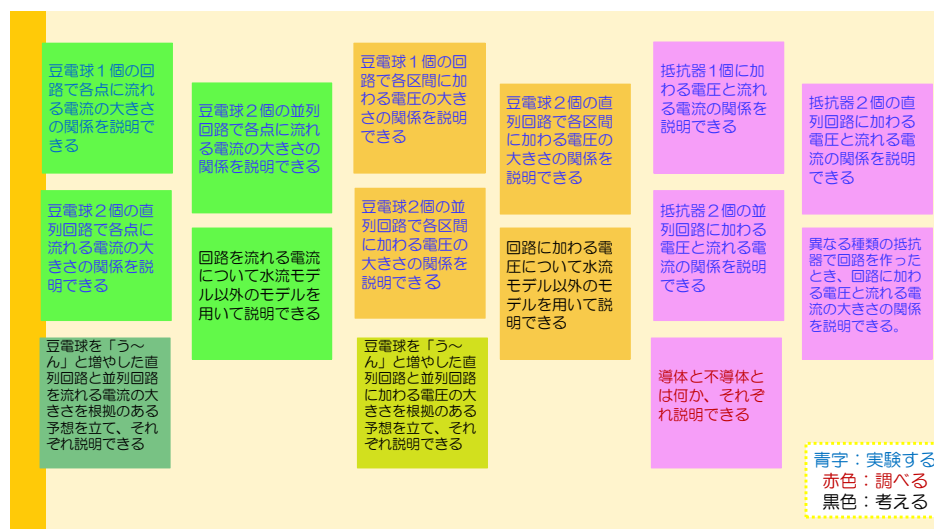 豆電球１個の回
路で各点に流れ
る電流の大きさ
の関係を説明で
きる
豆電球２個の並列
回路で各点に流れ
る電流の大きさの
関係を説明できる
豆電球２個の直
列回路で各点に
流れる電流の大
きさの関係を説
明できる
回路を流れる電流
について水流モデ
ル以外のモデルを
用いて説明できる
豆電球を「う〜
ん」と増やした直
列回路と並列回路
を流れる電流の大
きさを根拠のある
予想を立て、それ
ぞれ説明できる
豆電球１個の回
路で各区間に加
わる電圧の大き
さの関係を説明
できる
豆電球２個の直
列回路で各区間
に加わる電圧の
大きさの関係を
説明できる
豆電球2個の並
列回路で各区間
に加わる電圧の
大きさの関係を
説明できる
回路に加わる電
圧について水流
モデル以外のモ
デルを用いて説
明できる
豆電球を「う〜
ん」と増やした直
列回路と並列回路
に加わる電圧の大
きさを根拠のある
予想を立て、それ
ぞれ説明できる
抵抗器1個に加
わる電圧と流れ
る電流の関係を
説明できる
抵抗器２個の直
列回路に加わる
電圧と流れる電
流の関係を説明
できる
抵抗器２個の並
列回路に加わる
電圧と流れる電
流の関係を説明
できる
異なる種類の抵抗
器で回路を作った
とき、回路に加わ
る電圧と流れる電
流の大きさの関係
を説明できる。
導体と不導体と
は何か、それぞ
れ説明できる
青字：実験する
赤色：調べる
黒色：考える